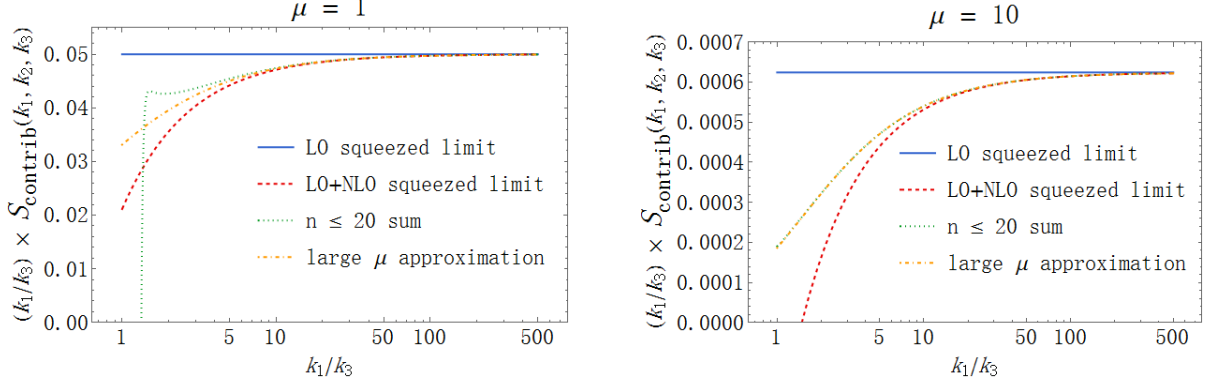 μ = 1
(k₁/k₃) × S_contrib(k₁, k₂, k₃)
0.05
0.04
0.03
0.02
0.01
0.00
LO squeezed limit
LO+NLO squeezed limit
n ≤ 20 sum
large μ approximation
1 5 10 50 100 500
k₁/k₃
μ = 10
(k₁/k₃) × S_contrib(k₁, k₂, k₃)
0.0007
0.0006
0.0005
0.0004
0.0003
0.0002
0.0001
0.0000
LO squeezed limit
LO+NLO squeezed limit
n ≤ 20 sum
large μ approximation
1 5 10 50 100 500
k₁/k₃